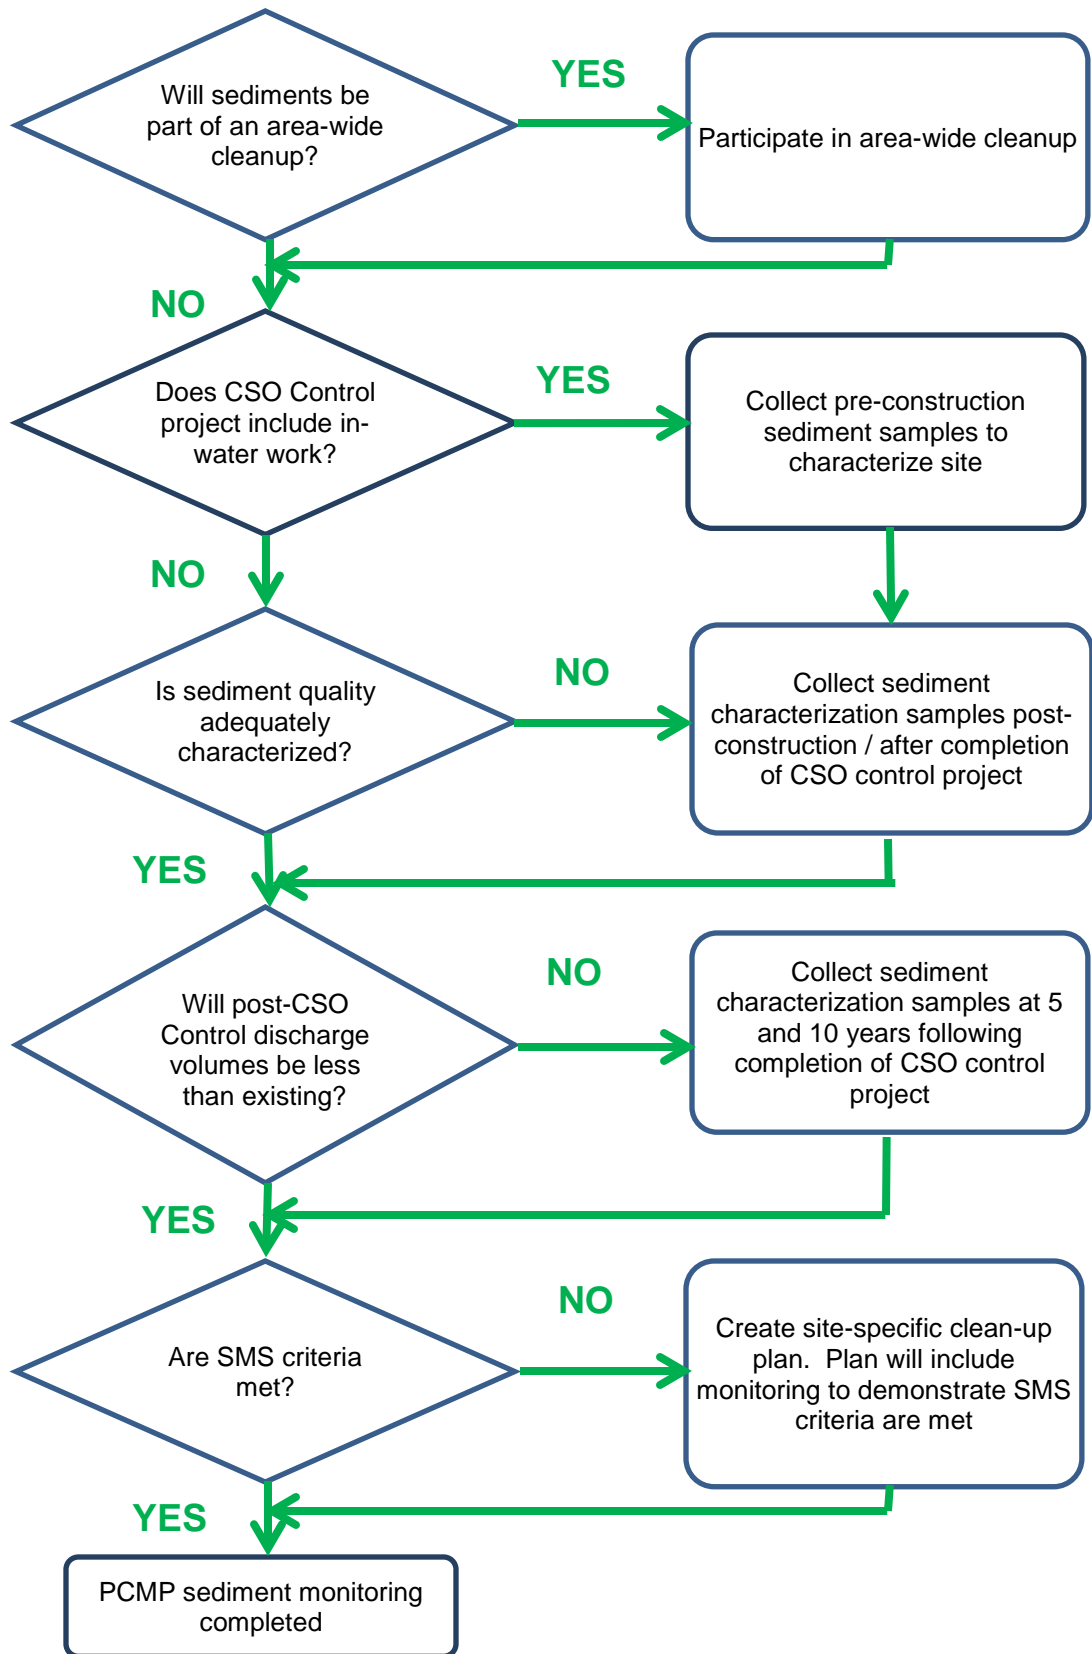 Will sediments be
part of an area-wide
cleanup?
YES
Participate in area-wide cleanup
NO
Does CSO Control
project include in-
water work?
YES
Collect pre-construction
sediment samples to
characterize site
NO
Is sediment quality
adequately
characterized?
NO
Collect sediment
characterization samples post-
construction / after completion
of CSO control project
YES
Will post-CSO
Control discharge
volumes be less
than existing?
NO
Collect sediment
characterization samples at 5
and 10 years following
completion of CSO control
project
YES
Are SMS criteria
met?
NO
Create site-specific clean-up
plan.  Plan will include
monitoring to demonstrate SMS
criteria are met
YES
PCMP sediment monitoring
completed